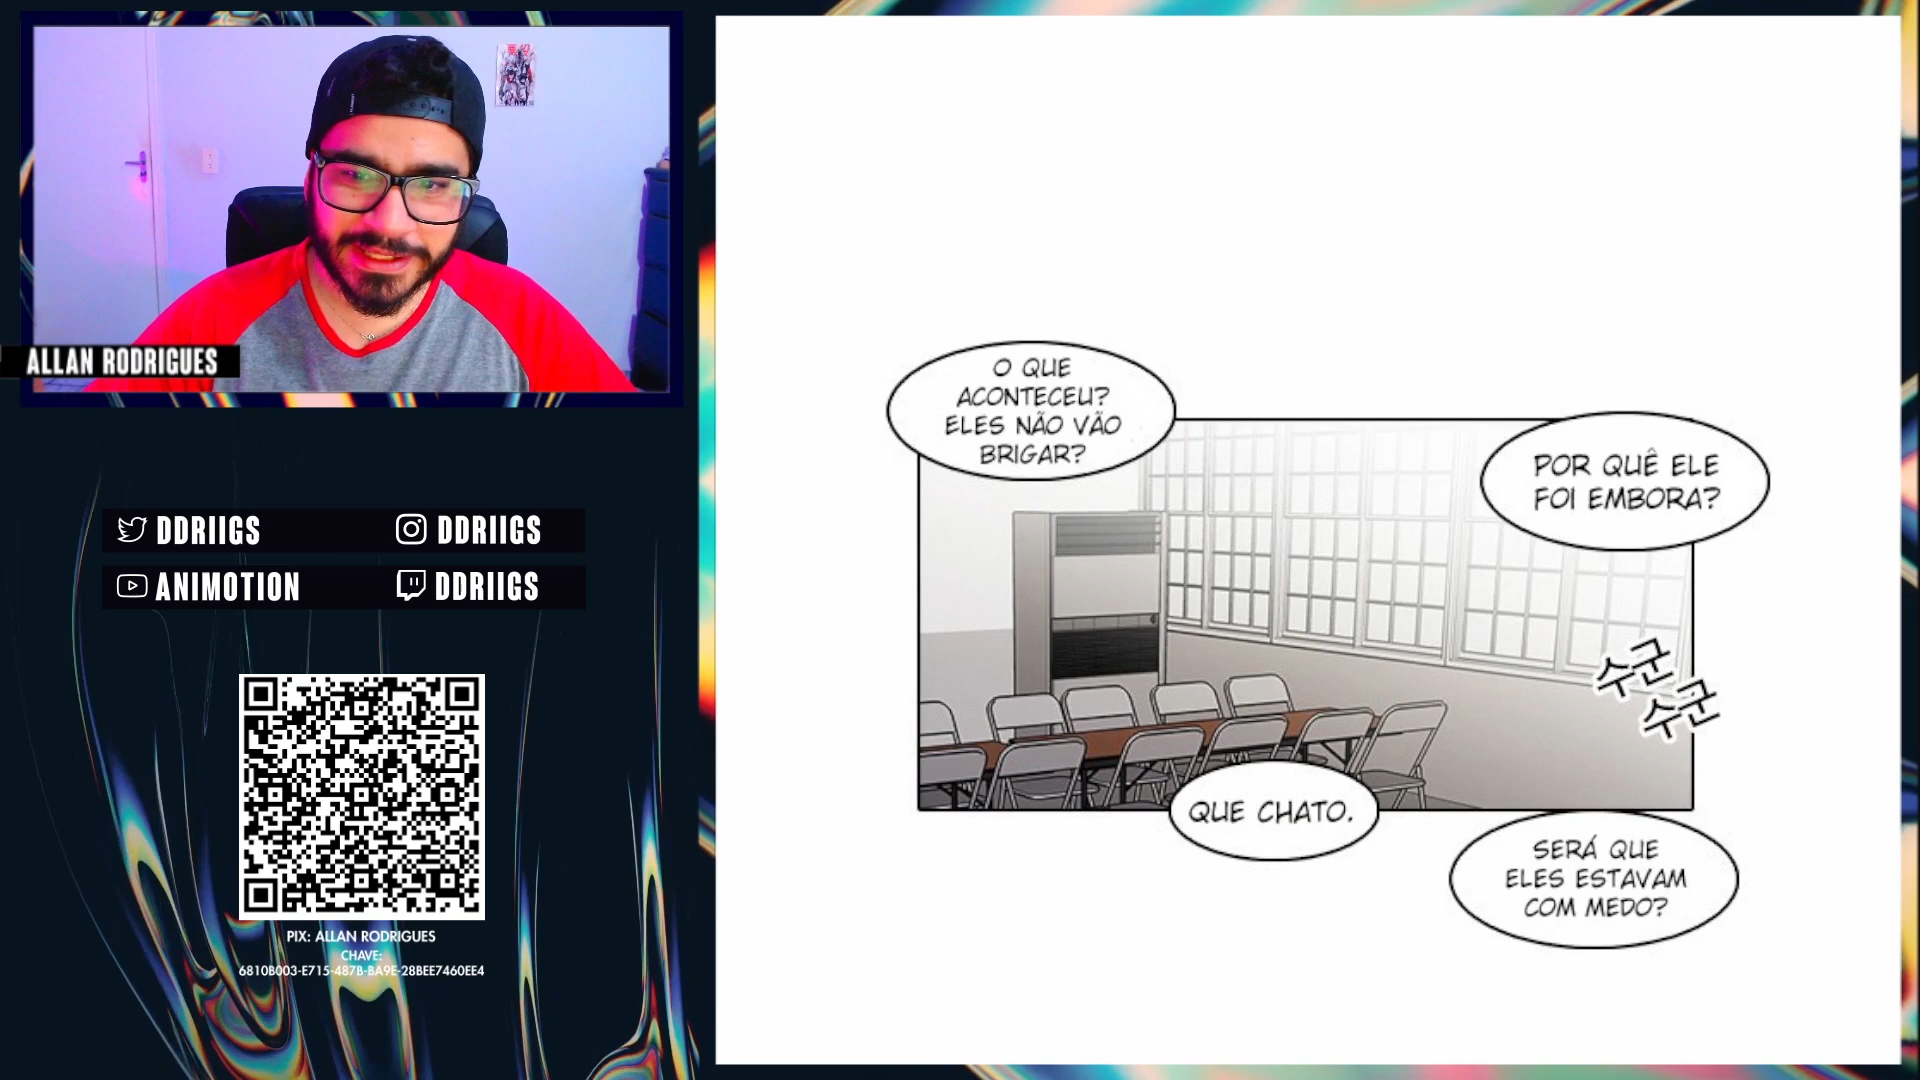 ALLAN RODRIGUES
DDRIIGS
DDRIIGS
ANIMOTION
DDRIIGS
PIX: ALLAN RODRIGUES
CHAVE:
6810B003-E715-487B-BA9E-28BEE7460EE4
O QUE
ACONTECEU?
ELES NÃO VÃO
BRIGAR?
POR QUÊ ELE
FOI EMBORA?
수군
수군
QUE CHATO.
SERÁ QUE
ELES ESTAVAM
COM MEDO?